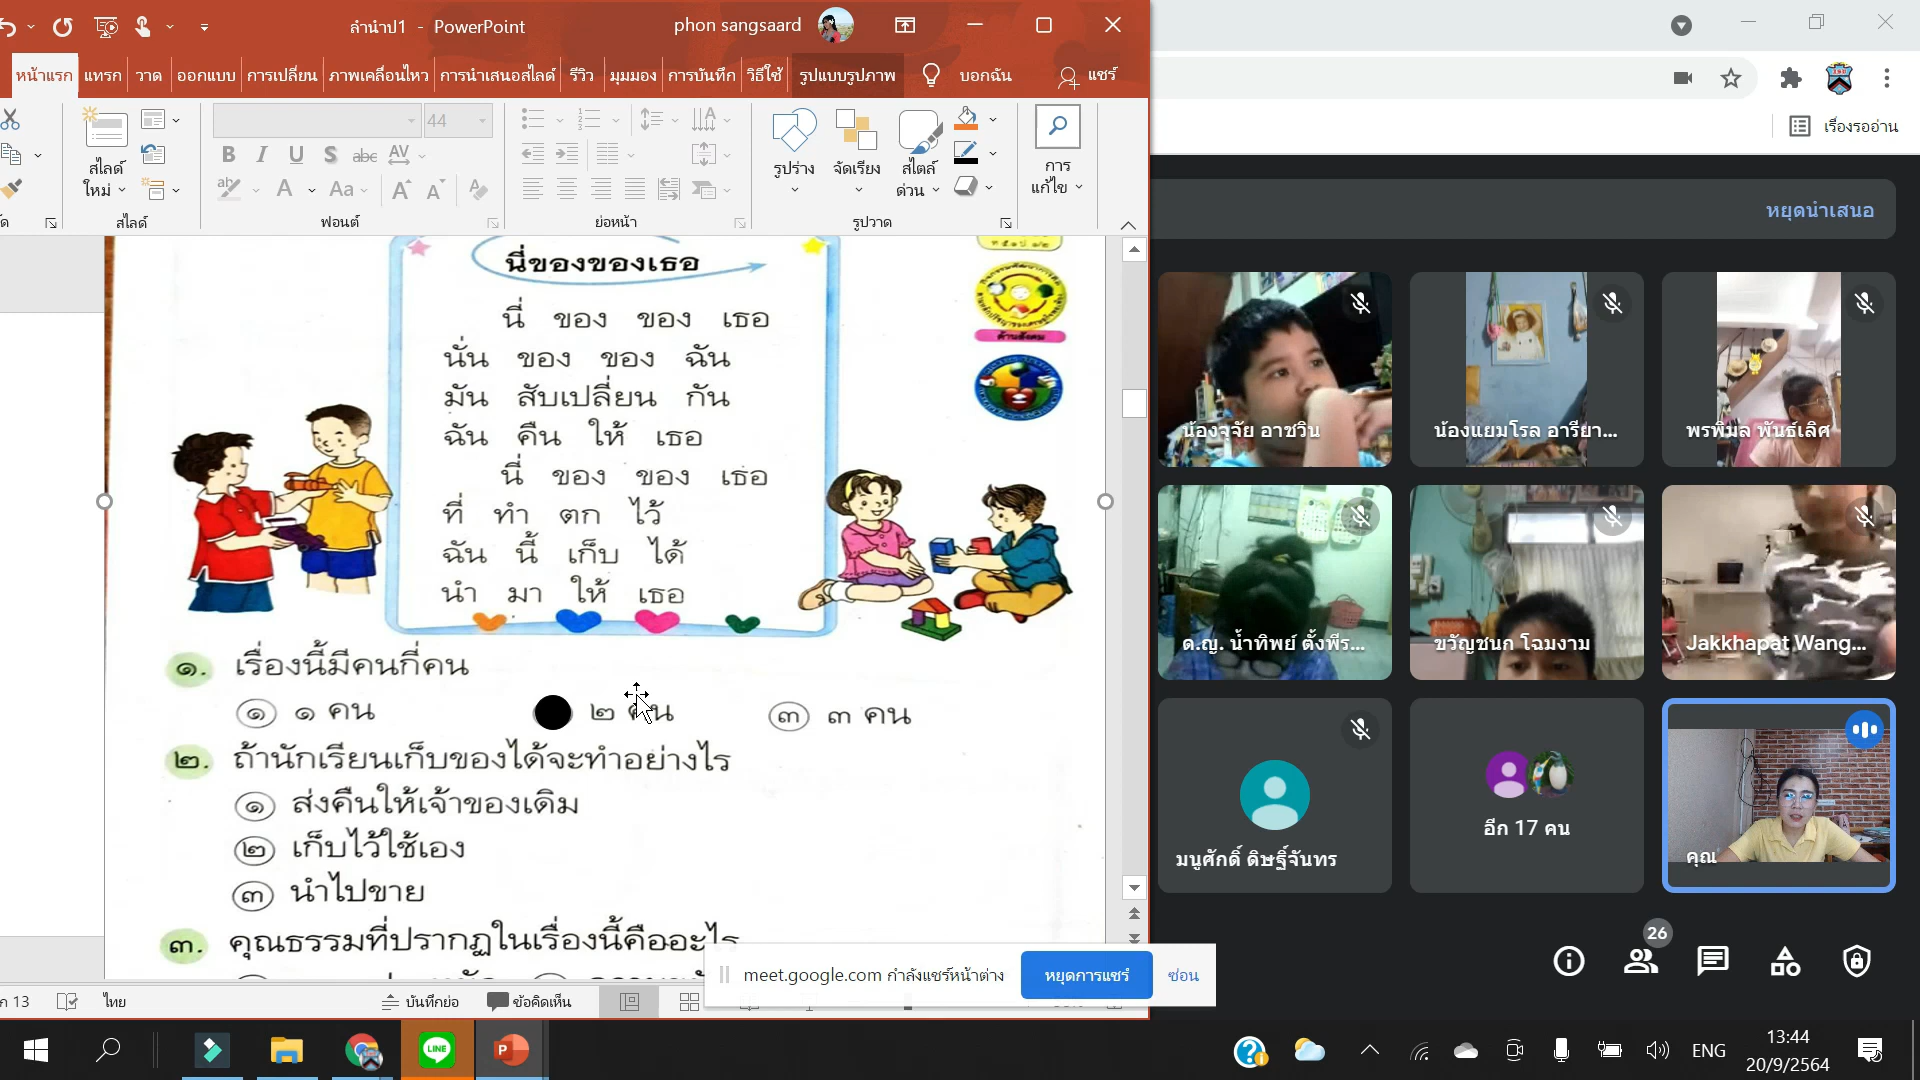 ลำนำป1 - PowerPoint
phon sangsaard
หน้าแรก แทรก วาด ออกแบบ การเปลี่ยน ภาพเคลื่อนไหว การนำเสนอสไลด์ รีวิว มุมมอง การบันทึก วิธีใช้ รูปแบบรูปภาพ บอกฉัน แชร์
44
B I U S abc AV
Aa A A
สไลด์ใหม่
รูปร่าง
จัดเรียง
สไตล์ด่วน
การแก้ไข
สไลด์
ฟอนต์
ย่อหน้า
รูปวาด
เรื่องรออ่าน
หยุดนำเสนอ
นี่ของของเธอ
นี่ ของ ของ เธอ
นั่น ของ ของ ฉัน
มัน สับเปลี่ยน กัน
ฉัน คืน ให้ เธอ
นี่ ของ ของ เธอ
ที่ ทำ ตก ไว้
ฉัน นี้ เก็บ ได้
นำ มา ให้ เธอ
ด้านสังคม
๑. เรื่องนี้มีคนกี่คน
๑ ๑ คน ๒ คน ๓ ๓ คน
๒. ถ้านักเรียนเก็บของได้จะทำอย่างไร
๑ ส่งคืนให้เจ้าของเดิม
๒ เก็บไว้ใช้เอง
๓ นำไปขาย
๓. คุณธรรมที่ปรากฏในเรื่องนี้คืออะไร
น้องจุจัย อาชวิน
น้องแยมโรล อารียา...
พรพิมล พันธ์เลิศ
ด.ญ. น้ำทิพย์ ตั้งพีร...
ขวัญชนก โฉมงาม
Jakkhapat Wang...
มนูศักดิ์ ดิษฐิ์จันทร
อีก 17 คน
คุณ
26
meet.google.com กำลังแชร์หน้าต่าง
หยุดการแชร์
ซ่อน
13
ไทย
บันทึกย่อ
ข้อคิดเห็น
LINE
ENG
13:44
20/9/2564